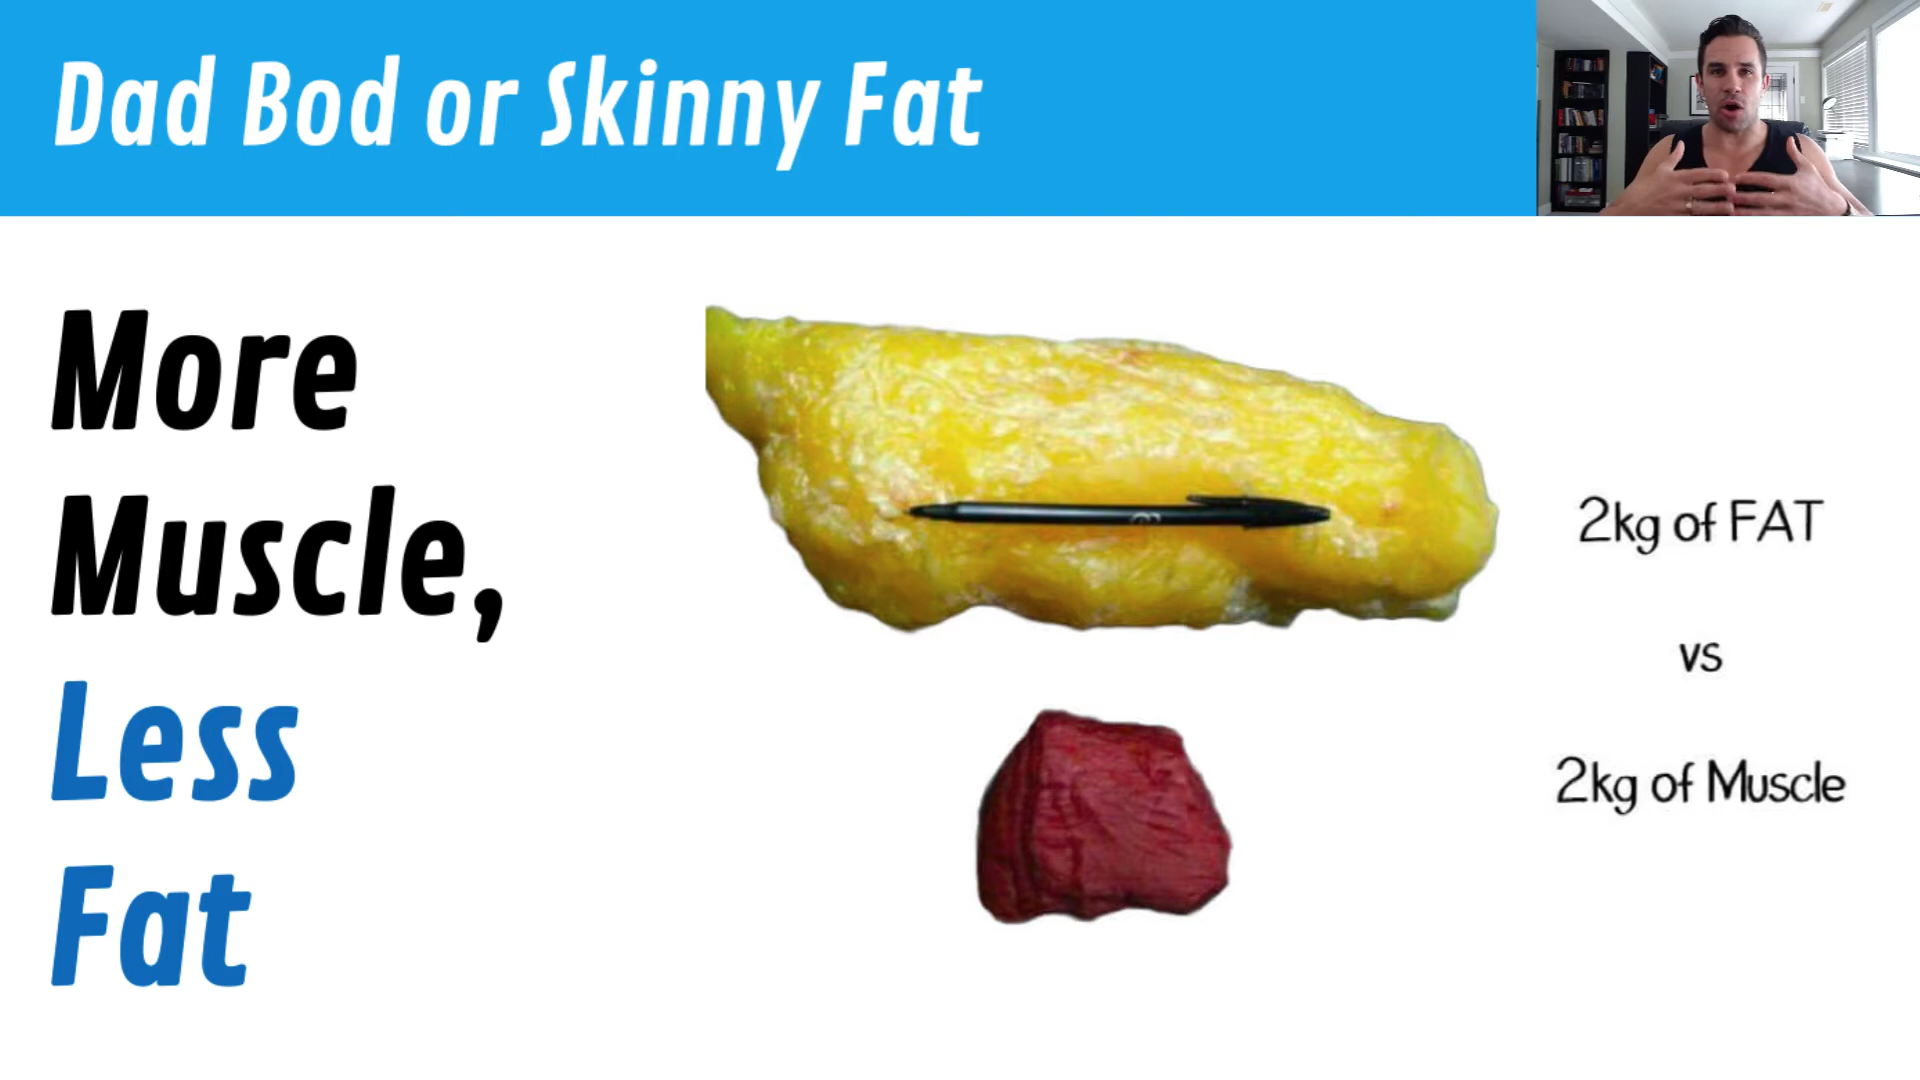 Dad Bod or Skinny Fat
More
Muscle,
Less
Fat
2kg of FAT
vs
2kg of Muscle